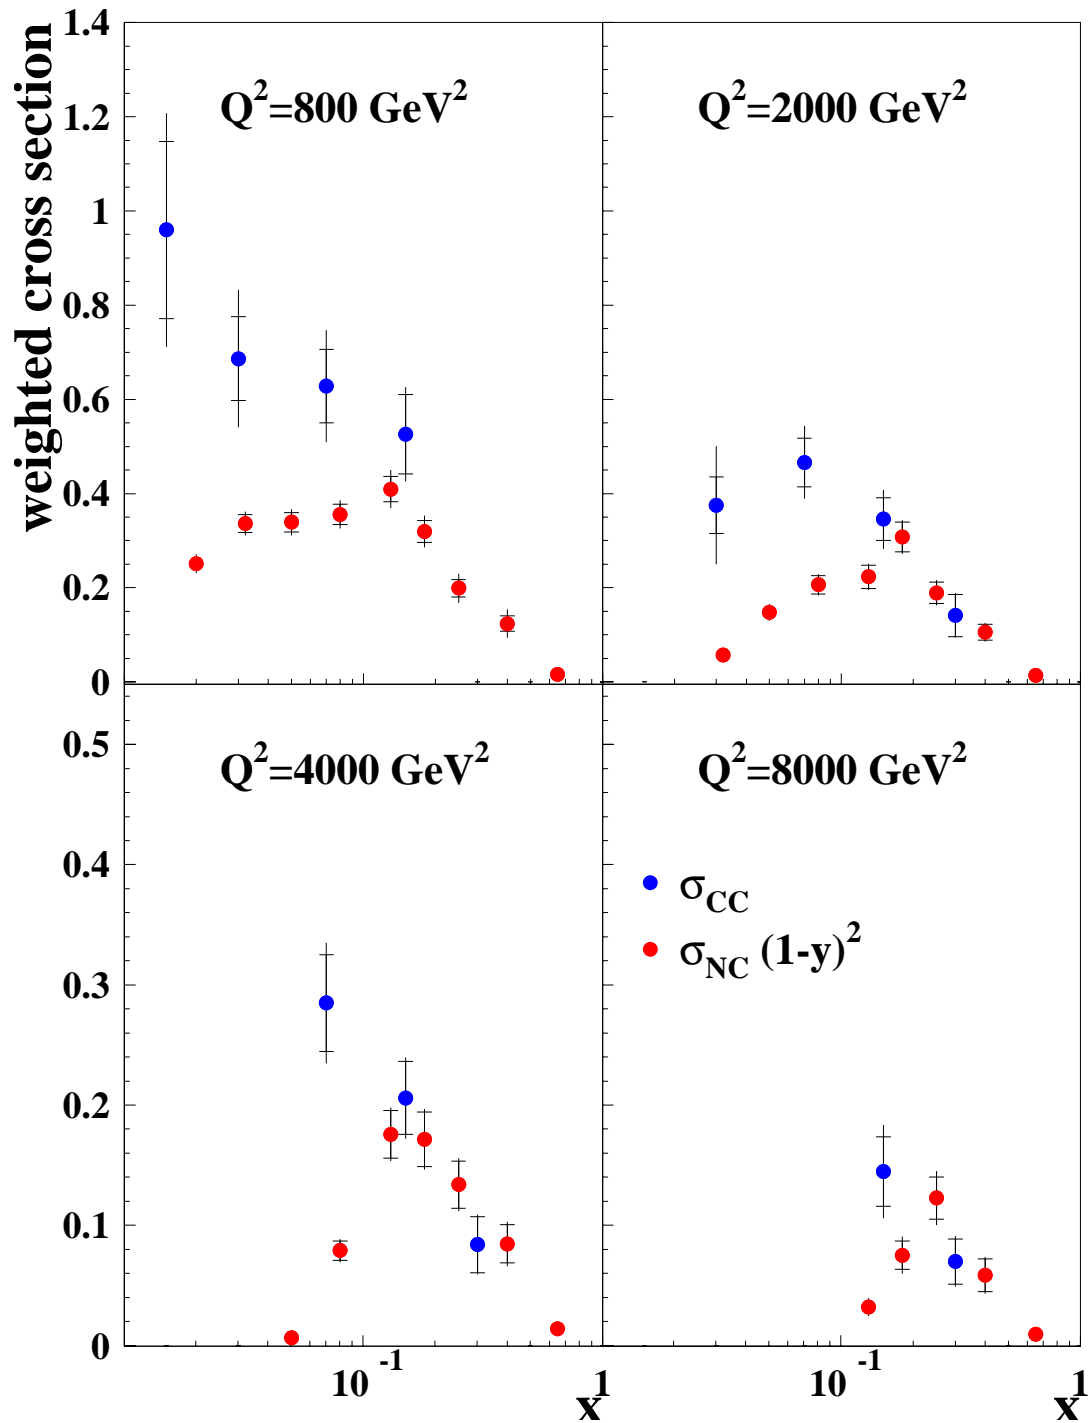 weighted cross section
1.4
1.2
1
0.8
0.6
0.4
0.2
0
Q²=800 GeV²
Q²=2000 GeV²
0.5
0.4
0.3
0.2
0.1
0
Q²=4000 GeV²
Q²=8000 GeV²
σCC
σNC (1-y)²
10⁻¹
1
x
10⁻¹
1
x